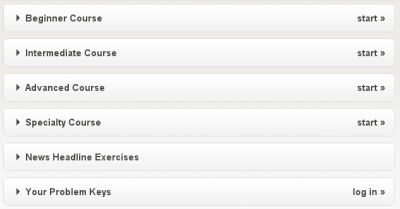 Beginner Course start »
Intermediate Course start »
Advanced Course start »
Specialty Course start »
News Headline Exercises
Your Problem Keys log in »